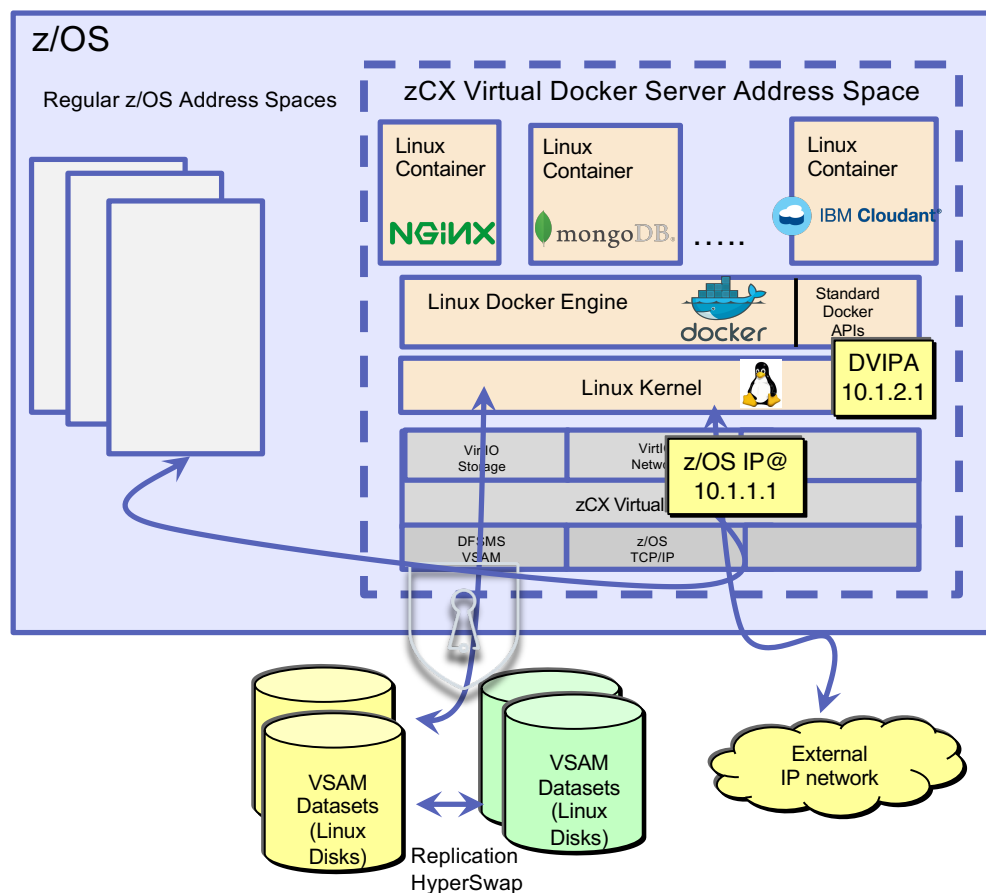 z/OS
Regular z/OS Address Spaces
zCX Virtual Docker Server Address Space
Linux
Container
NGINX
Linux
Container
mongoDB®
.....
Linux
Container
IBM Cloudant®
Linux Docker Engine
docker
Standard
Docker
APIs
DVIPA
10.1.2.1
Linux Kernel
VirtIO
Storage
VirtIO
Network
z/OS IP@
10.1.1.1
zCX Virtual
DFSMS
VSAM
z/OS
TCP/IP
VSAM
Datasets
(Linux
Disks)
VSAM
Datasets
(Linux
Disks)
Replication
HyperSwap
External
IP network